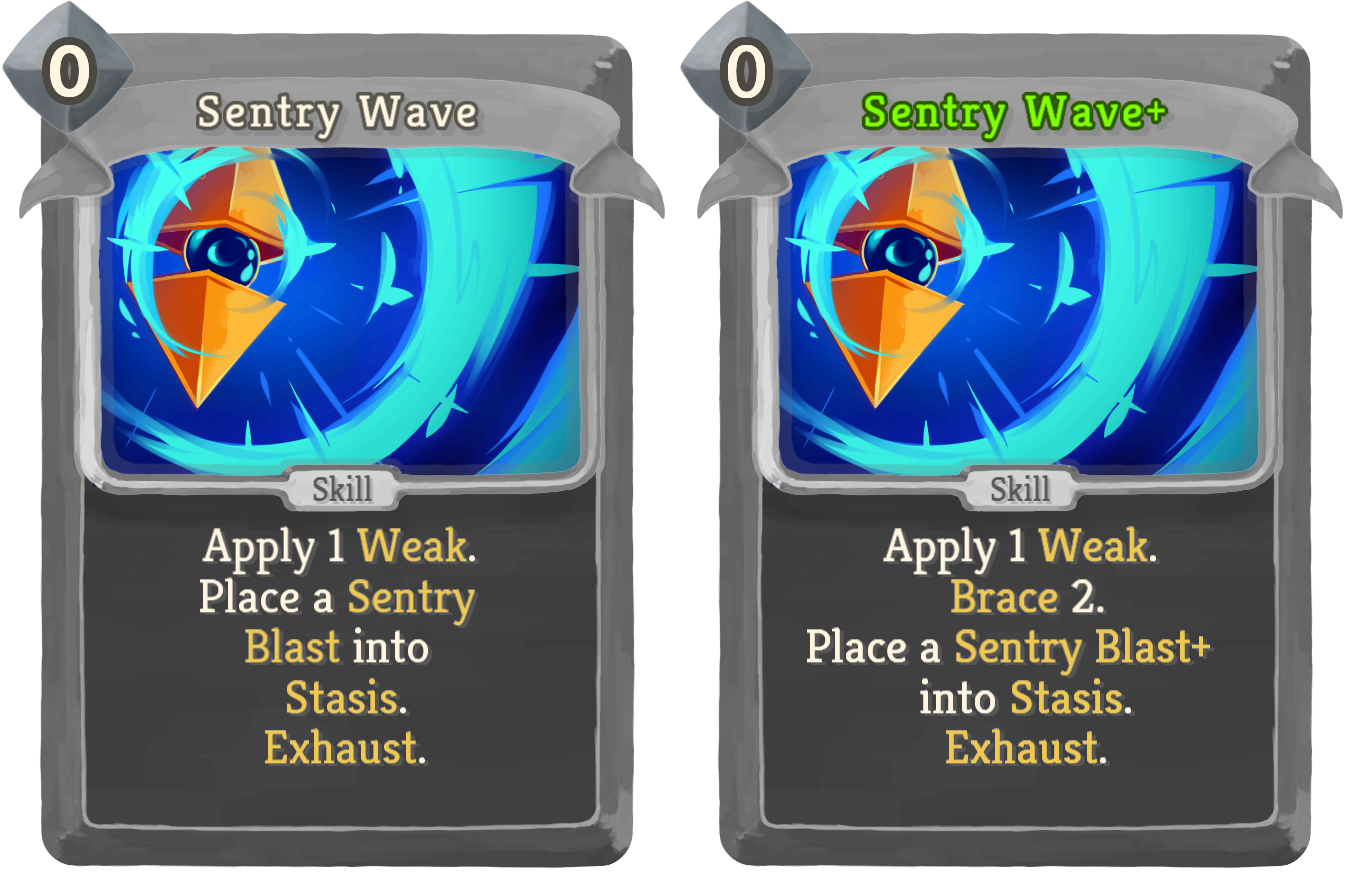 0
Sentry Wave
Skill
Apply 1 Weak.
Place a Sentry
Blast into
Stasis.
Exhaust.
0
Sentry Wave+
Skill
Apply 1 Weak.
Brace 2.
Place a Sentry Blast+
into Stasis.
Exhaust.